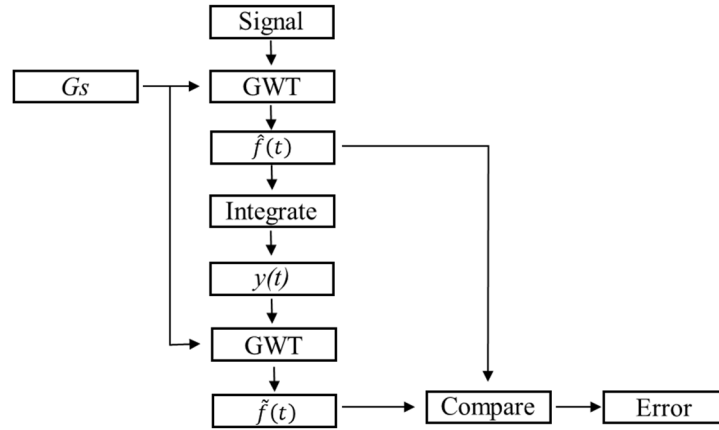 Signal
Gs
GWT
f̂(t)
Integrate
y(t)
GWT
f̃(t)
Compare
Error